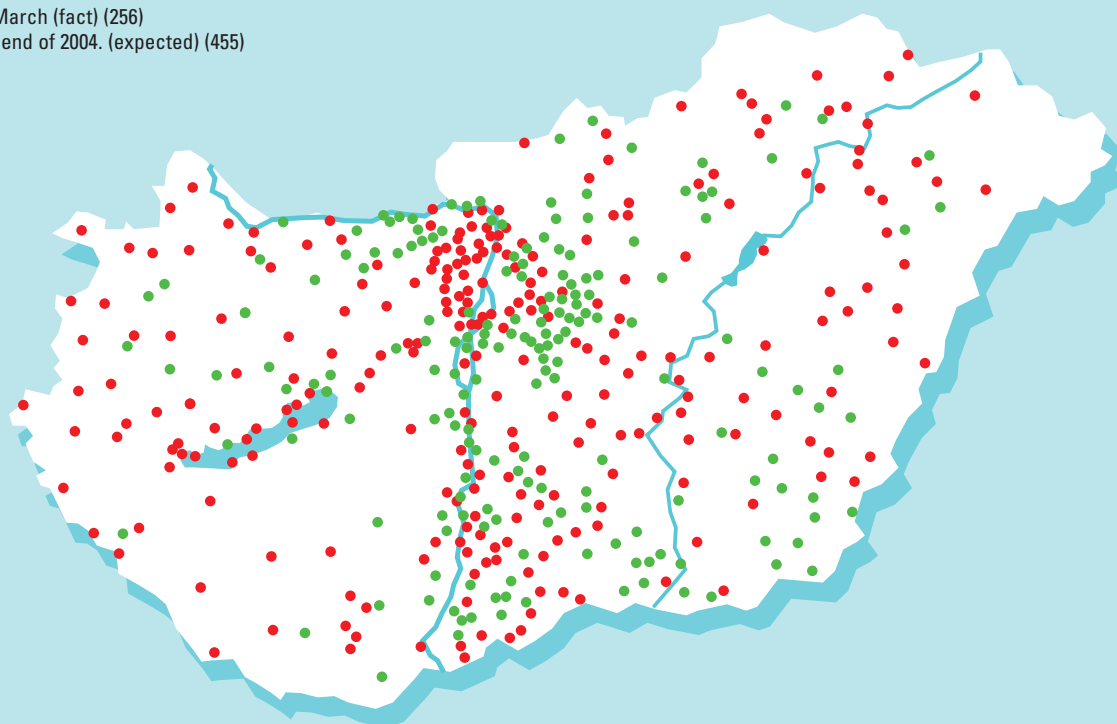 March (fact) (256)
end of 2004. (expected) (455)